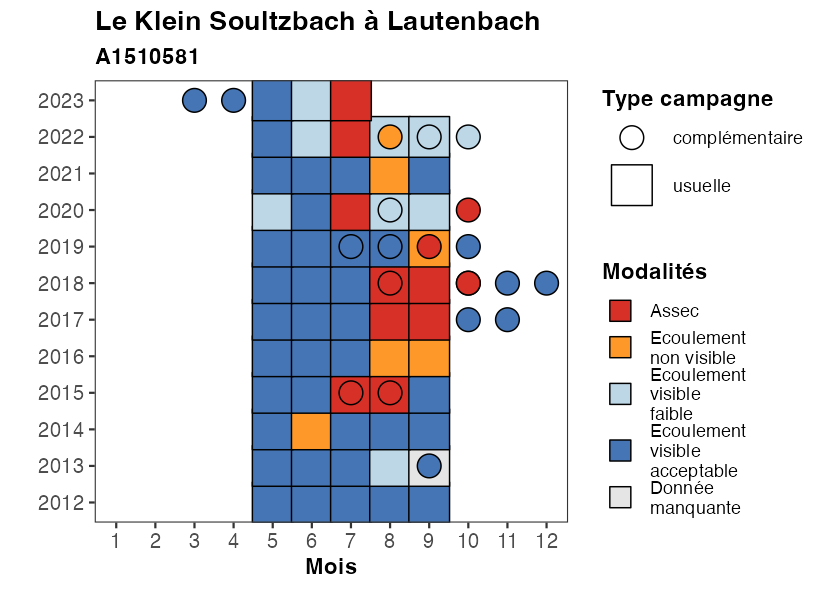 Le Klein Soultzbach à Lautenbach
A1510581
2023
2022
2021
2020
2019
2018
2017
2016
2015
2014
2013
2012
1 2 3 4 5 6 7 8 9 10 11 12
Mois
Type campagne
complémentaire
usuelle
Modalités
Assec
Ecoulement
non visible
Ecoulement
visible
faible
Ecoulement
visible
acceptable
Donnée
manquante